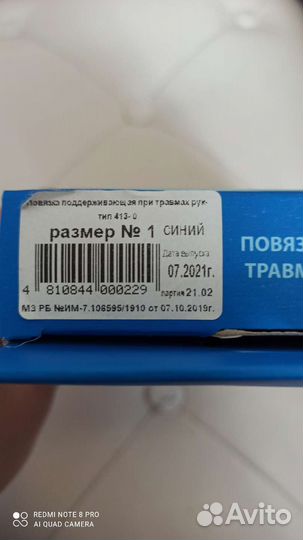 Повязка поддерживающая при травмах рук-
тип 413- 0
размер № 1 СИНИЙ
Дата выпуска
07.2021г.
4 810844 000229
партия 21.02
МЗ РБ №ИМ-7.106595/1910 от 07.10.2019г.
ПОВЯЗ
ТРАВМ
REDMI NOTE 8 PRO
AI QUAD CAMERA
Avito